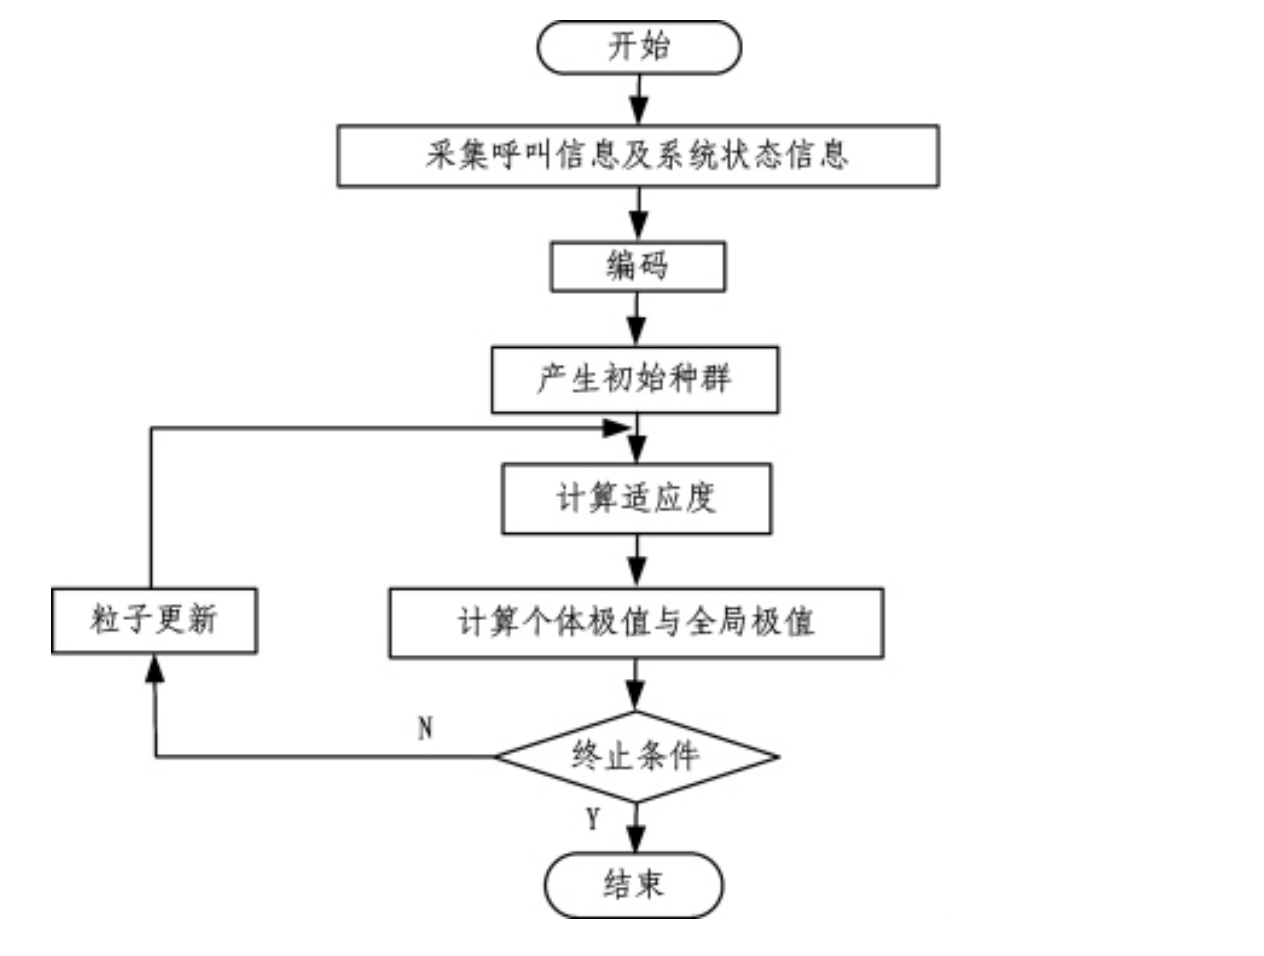 开始
采集呼叫信息及系统状态信息
编码
产生初始种群
计算适应度
粒子更新
计算个体极值与全局极值
N
终止条件
Y
结束